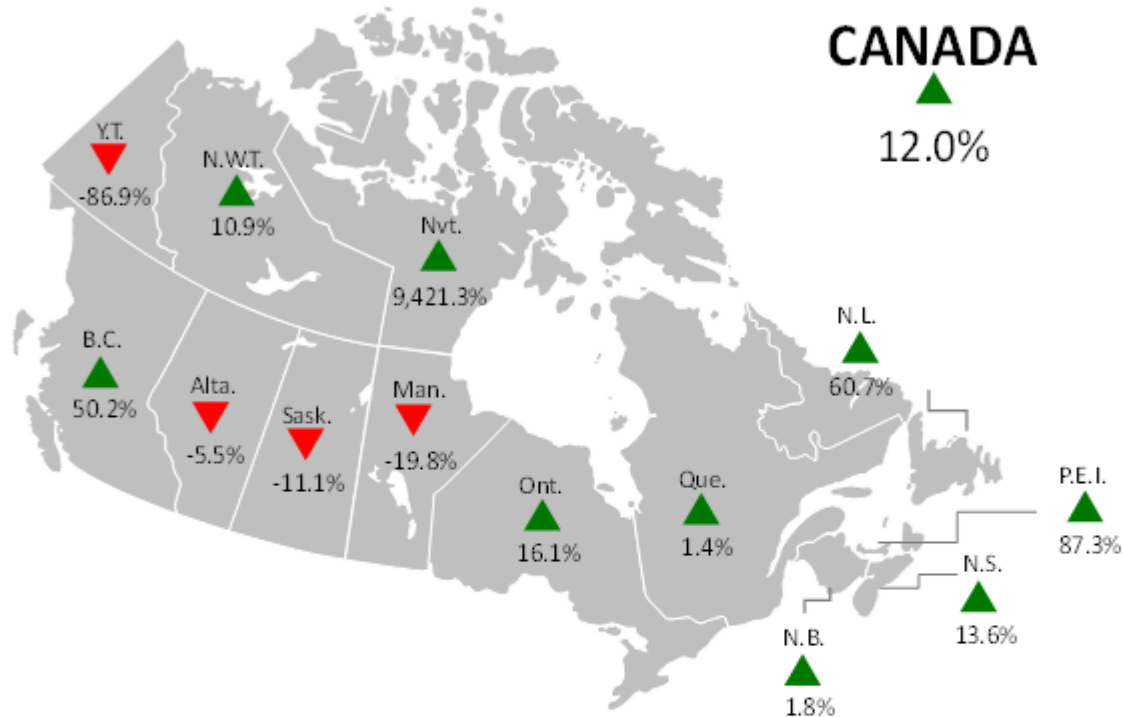 CANADA
12.0%
Y.T.
-86.9%
N.W.T.
10.9%
Nvt.
9,421.3%
B.C.
50.2%
Alta.
-5.5%
Sask.
-11.1%
Man.
-19.8%
Ont.
16.1%
Que.
1.4%
N.L.
60.7%
P.E.I.
87.3%
N.S.
13.6%
N.B.
1.8%